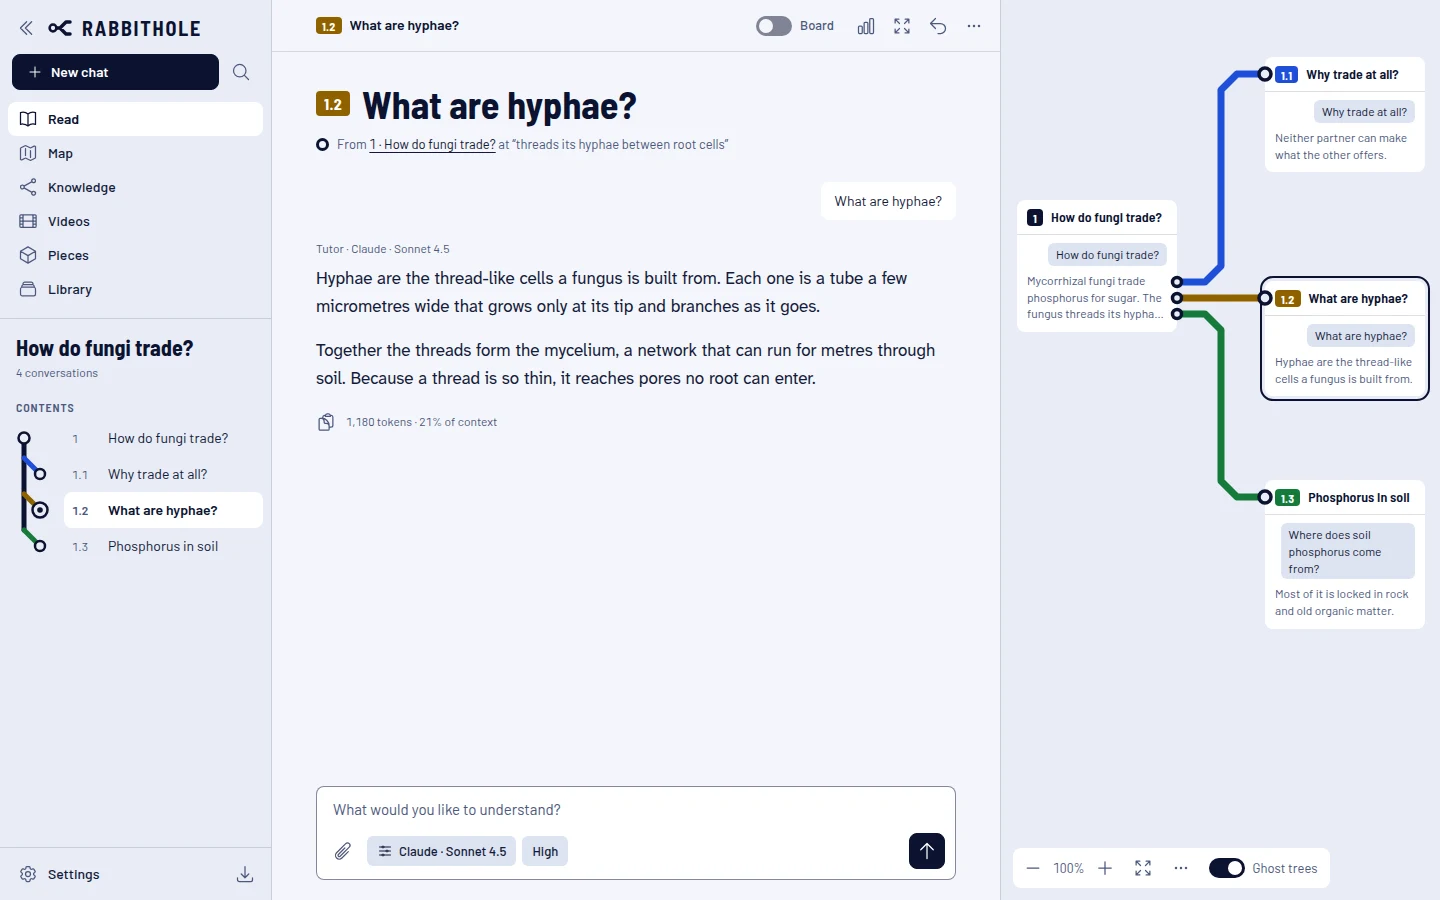 RABBITHOLE
New chat
Read
Map
Knowledge
Videos
Pieces
Library
How do fungi trade?
4 conversations
CONTENTS
1 How do fungi trade?
1.1 Why trade at all?
1.2 What are hyphae?
1.3 Phosphorus in soil
Settings
1.2 What are hyphae?
Board
1.2 What are hyphae?
From 1 · How do fungi trade? at “threads its hyphae between root cells”
What are hyphae?
Tutor · Claude · Sonnet 4.5
Hyphae are the thread-like cells a fungus is built from. Each one is a tube a few
micrometres wide that grows only at its tip and branches as it goes.
Together the threads form the mycelium, a network that can run for metres through
soil. Because a thread is so thin, it reaches pores no root can enter.
1,180 tokens · 21% of context
What would you like to understand?
Claude · Sonnet 4.5
High
1 How do fungi trade?
How do fungi trade?
Mycorrhizal fungi trade
phosphorus for sugar. The
fungus threads its hypha...
1.1 Why trade at all?
Why trade at all?
Neither partner can make
what the other offers.
1.2 What are hyphae?
What are hyphae?
Hyphae are the thread-like
cells a fungus is built from.
1.3 Phosphorus in soil
Where does soil
phosphorus come
from?
Most of it is locked in rock
and old organic matter.
100%
Ghost trees